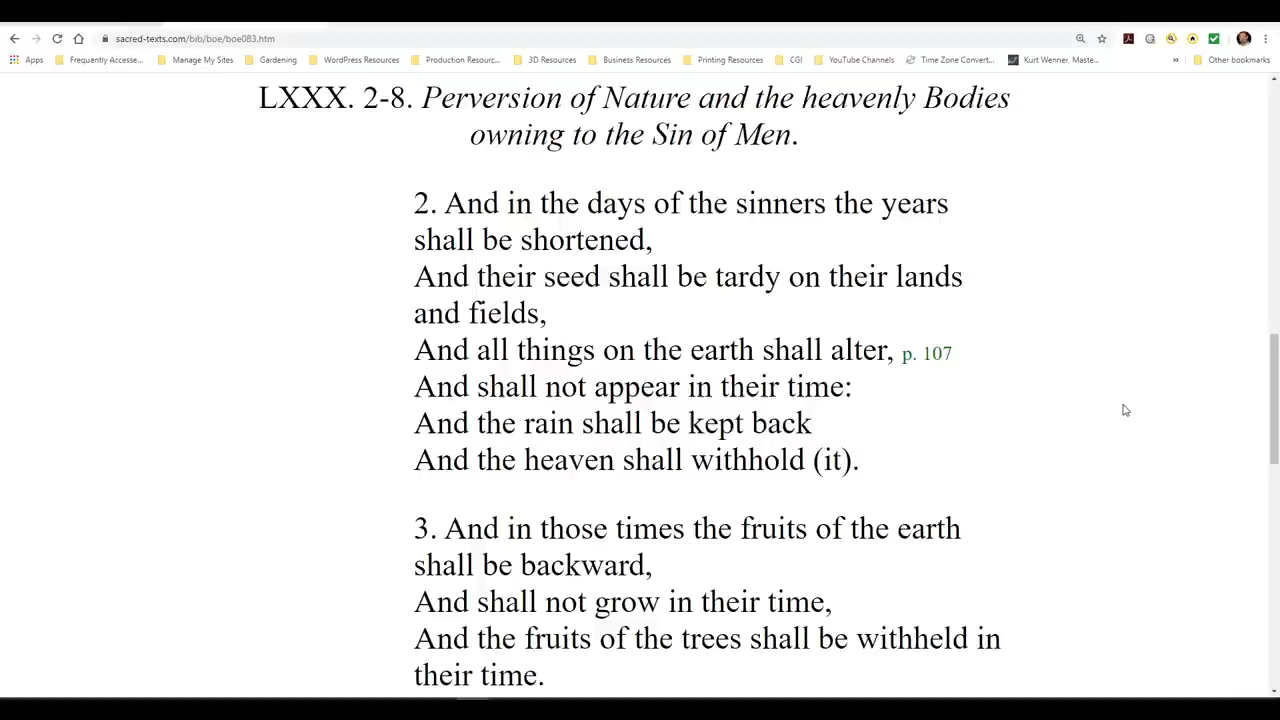 sacred-texts.com/bib/boe/boe083.htm
Apps Frequently Accesse... Manage My Sites Gardening WordPress Resources Production Resourc... 3D Resources Business Resources Printing Resources CGI YouTube Channels Time Zone Convert... Kurt Wenner, Maste... » Other bookmarks
LXXX. 2-8. Perversion of Nature and the heavenly Bodies
owning to the Sin of Men.
2. And in the days of the sinners the years
shall be shortened,
And their seed shall be tardy on their lands
and fields,
And all things on the earth shall alter, p. 107
And shall not appear in their time:
And the rain shall be kept back
And the heaven shall withhold (it).
3. And in those times the fruits of the earth
shall be backward,
And shall not grow in their time,
And the fruits of the trees shall be withheld in
their time.